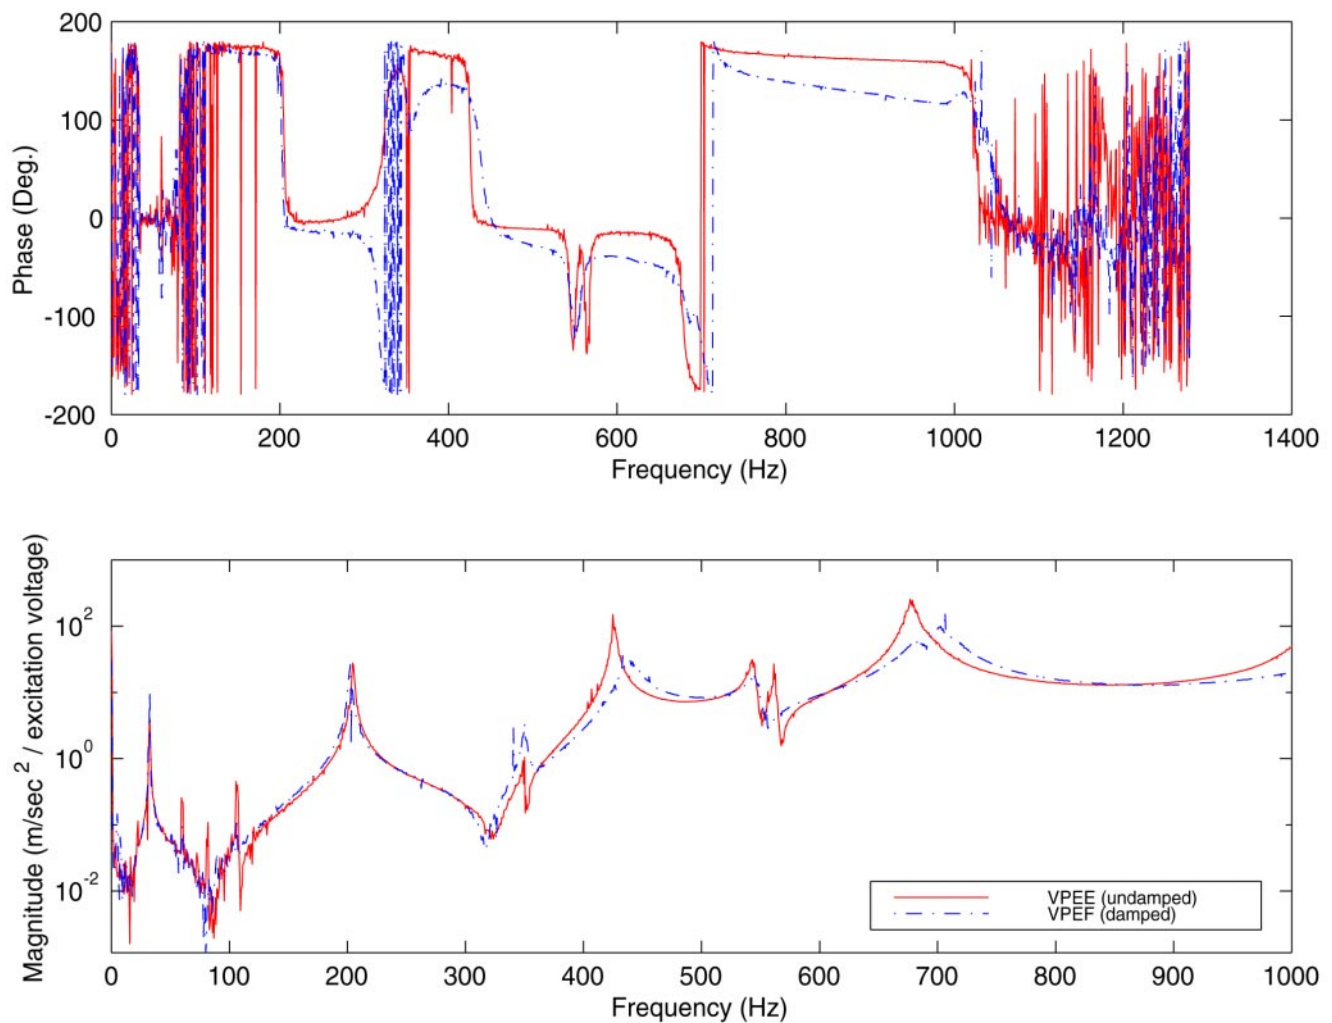 200
100
0
-100
-200
Phase (Deg.)
0 200 400 600 800 1000 1200 1400
Frequency (Hz)
10^2
10^0
10^-2
Magnitude (m/sec^2 / excitation voltage)
VPEE (undamped)
VPEF (damped)
0 100 200 300 400 500 600 700 800 900 1000
Frequency (Hz)